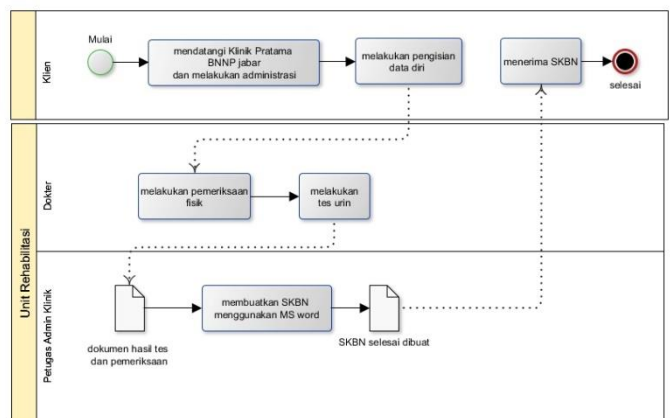 Klien
Mulai
mendatangi Klinik Pratama
BNNP jabar
dan melakukan administrasi
melakukan pengisian
data diri
menerima SKBN
selesai
Unit Rehabilitasi
Dokter
melakukan pemeriksaan
fisik
melakukan
tes urin
Petugas Admin Klinik
dokumen hasil tes
dan pemeriksaan
membuatkan SKBN
menggunakan MS word
SKBN selesai dibuat